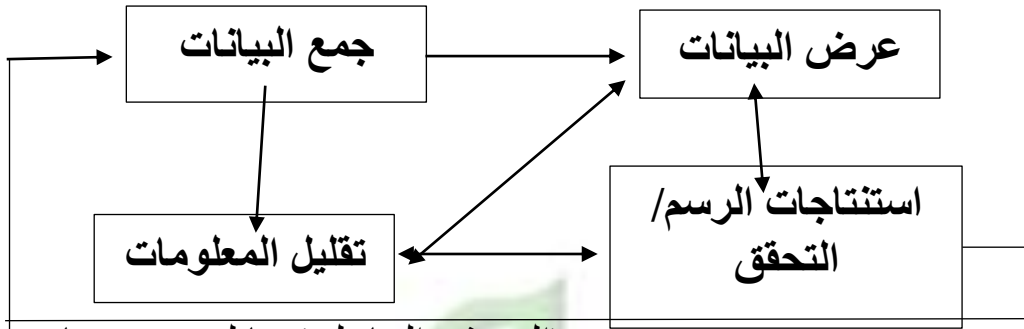 جمع البيانات
عرض البيانات
تقليل المعلومات
استنتاجات الرسم/
التحقق